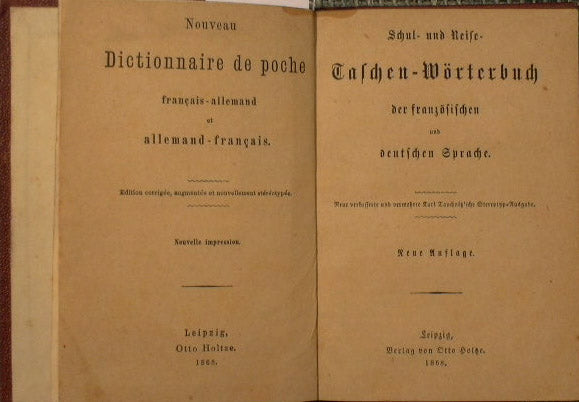 Nouveau
Dictionnaire de poche
français-allemand
et
allemand-français.
Edition corrigée, augmentée et nouvellement stéréotypée.
Nouvelle impression.
Leipzig,
Otto Holtze.
1868.
Schul- und Reise-
Taschen-Wörterbuch
der französischen
und
deutschen Sprache.
Neue verbesserte und vermehrte Karl Tauchnitz'sche Stereotyp-Ausgabe.
Neue Auflage.
Leipzig,
Verlag von Otto Holtze.
1868.